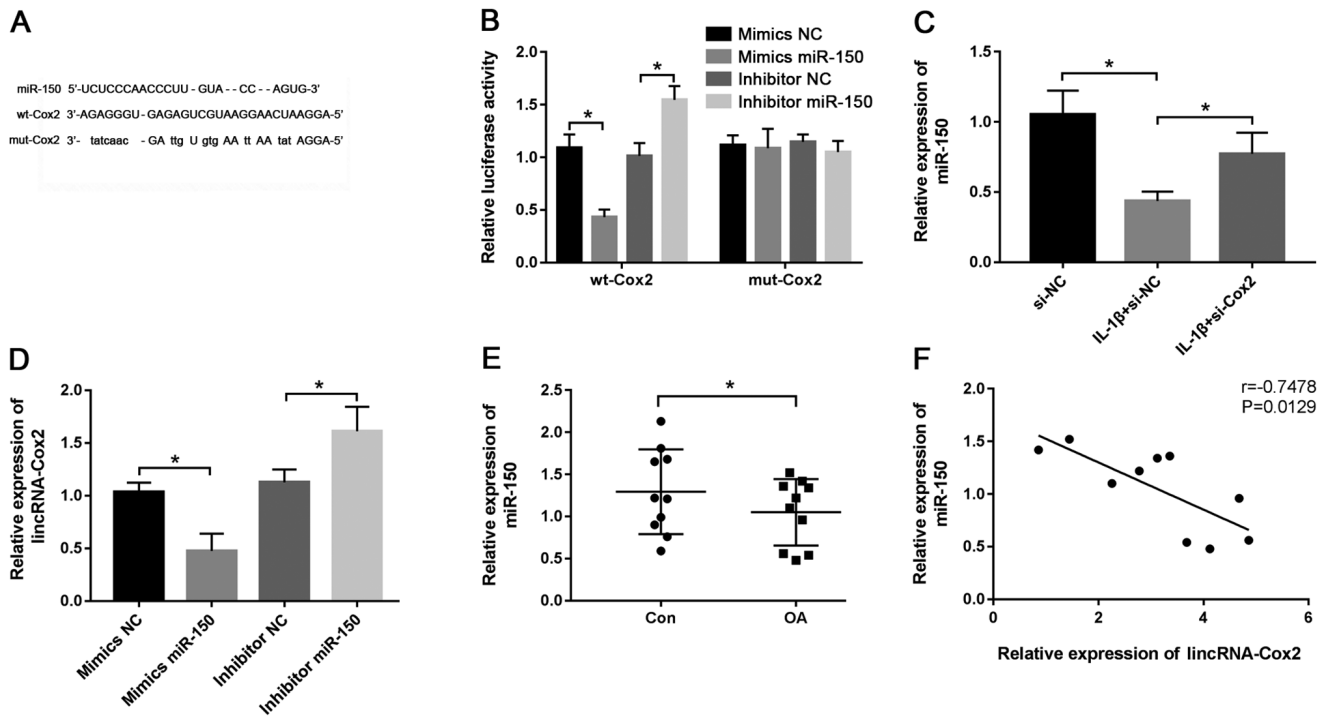 A
miR-150 5'-UCUCCCAACCCUU - GUA - - CC - - AGUG-3'
wt-Cox2 3'-AGAGGGU - GAGAGUCGUAAGGAACUAAGGA-5'
mut-Cox2 3'- tatcaac - GA ttg U gtg AA tt AA tat AGGA-5'
B
Mimics NC
Mimics miR-150
Inhibitor NC
Inhibitor miR-150
Relative luciferase activity
2.0
1.5
1.0
0.5
0.0
* *
wt-Cox2 mut-Cox2
C
Relative expression of
miR-150
1.5
1.0
0.5
0.0
* *
si-NC
IL-1β+si-NC
IL-1β+si-Cox2
D
Relative expression of
lincRNA-Cox2
2.0
1.5
1.0
0.5
0.0
* *
Mimics NC
Mimics miR-150
Inhibitor NC
Inhibitor miR-150
E
Relative expression of
miR-150
2.5
2.0
1.5
1.0
0.5
0.0
*
Con OA
F
r=-0.7478
P=0.0129
Relative expression of
miR-150
2.0
1.5
1.0
0.5
0.0
0 2 4 6
Relative expression of lincRNA-Cox2